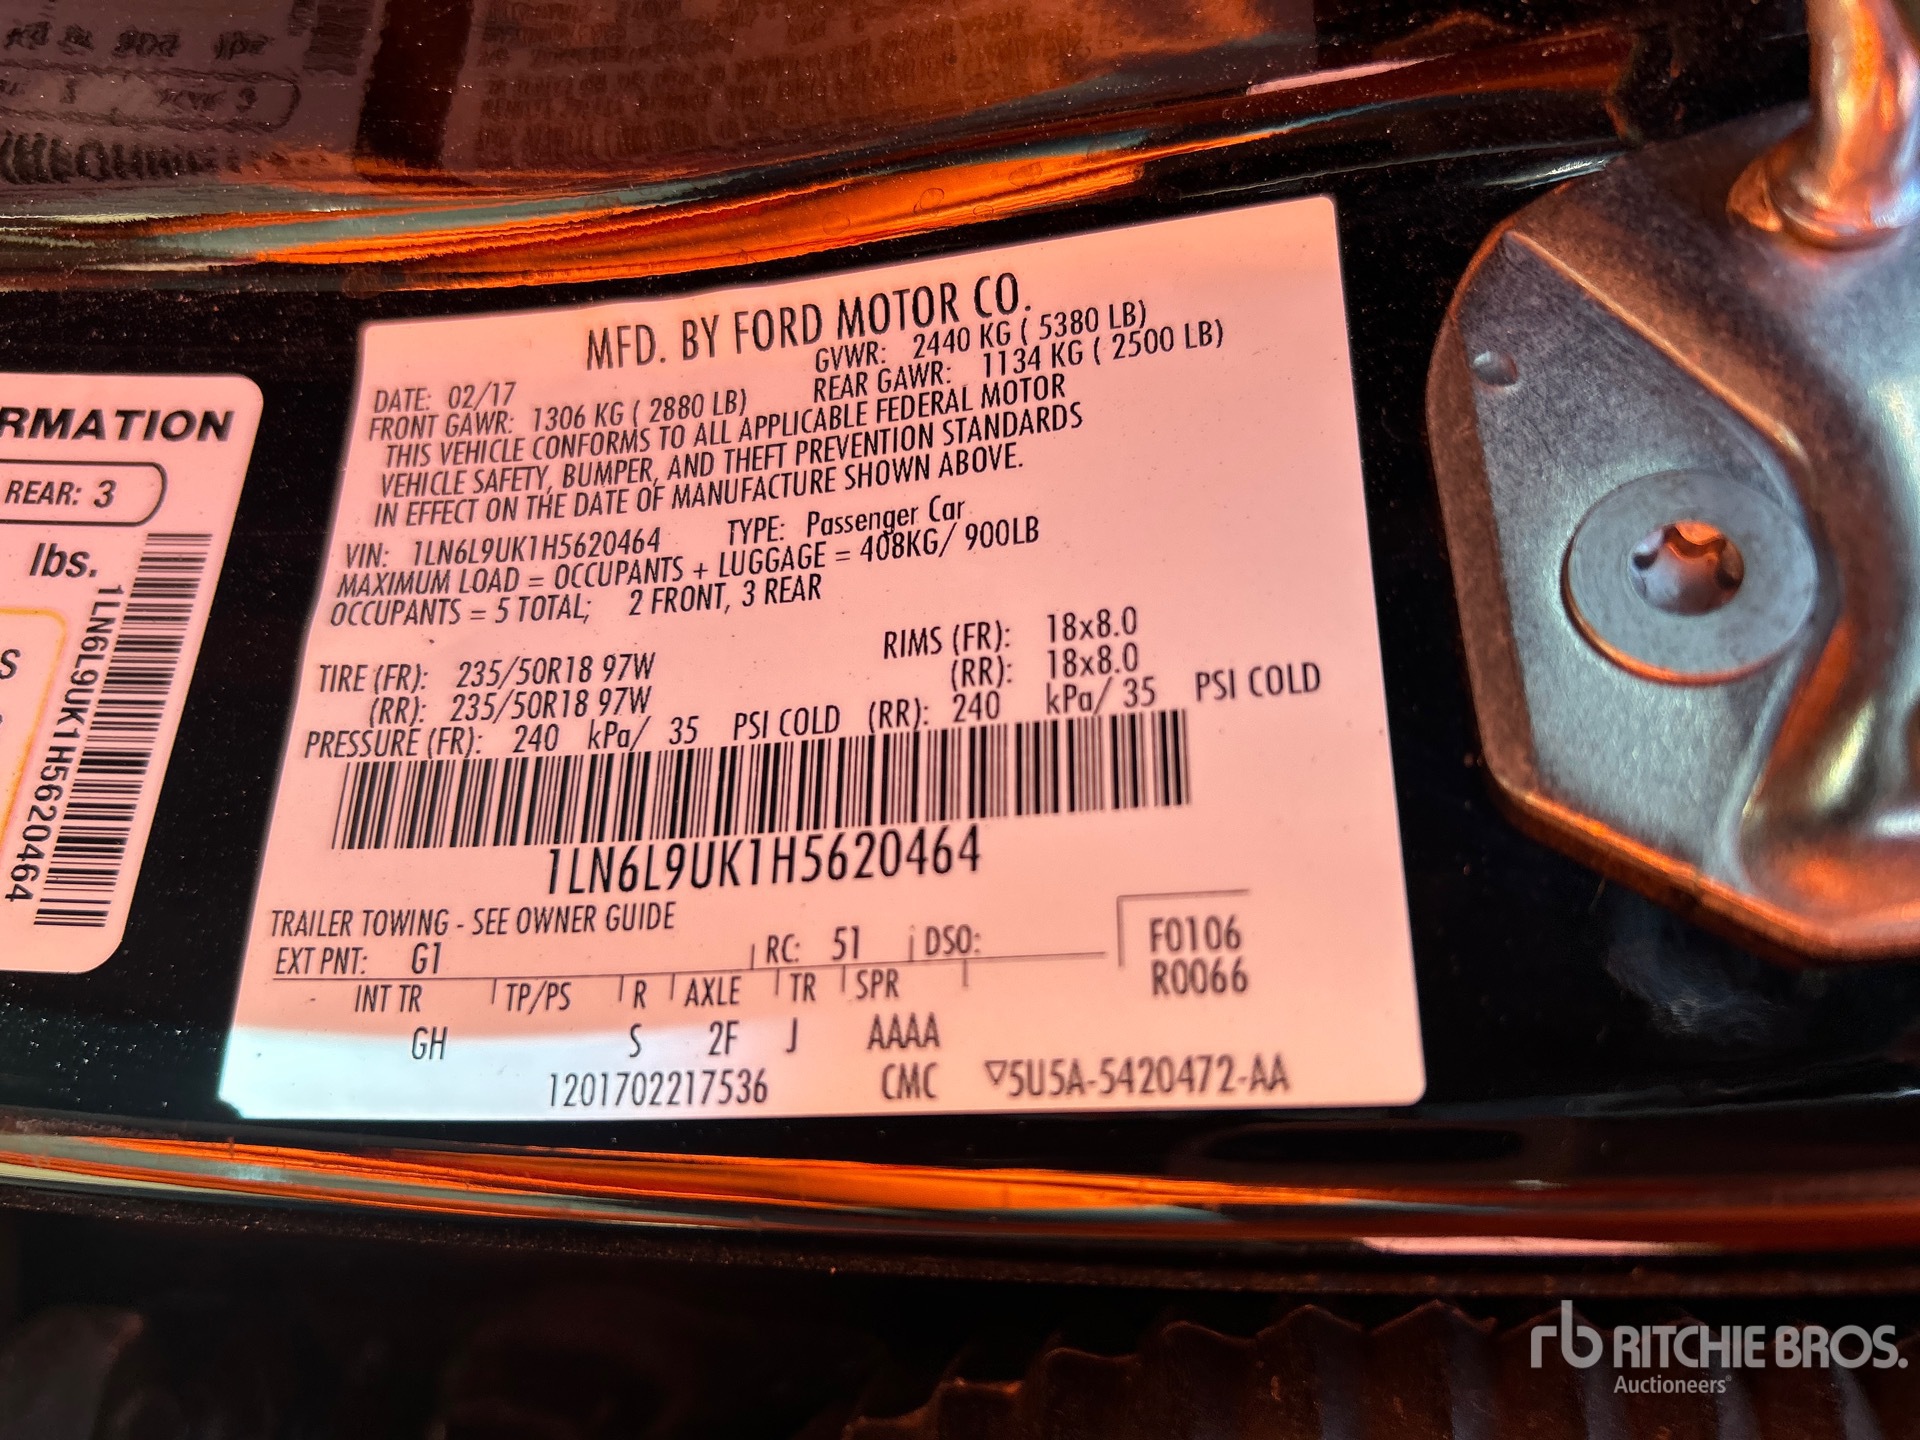 RMATION
REAR: 3
lbs.
S
1LN6L9UK1H5620464
MFD. BY FORD MOTOR CO.
DATE: 02/17 GVWR: 2440 KG ( 5380 LB)
FRONT GAWR: 1306 KG ( 2880 LB) REAR GAWR: 1134 KG ( 2500 LB)
THIS VEHICLE CONFORMS TO ALL APPLICABLE FEDERAL MOTOR
VEHICLE SAFETY, BUMPER, AND THEFT PREVENTION STANDARDS
IN EFFECT ON THE DATE OF MANUFACTURE SHOWN ABOVE.
VIN: 1LN6L9UK1H5620464 TYPE: Passenger Car
MAXIMUM LOAD = OCCUPANTS + LUGGAGE = 408KG/ 900LB
OCCUPANTS = 5 TOTAL; 2 FRONT, 3 REAR
TIRE (FR): 235/50R18 97W RIMS (FR): 18x8.0
(RR): 235/50R18 97W (RR): 18x8.0
PRESSURE (FR): 240 kPa/ 35 PSI COLD (RR): 240 kPa/ 35 PSI COLD
1LN6L9UK1H5620464
TRAILER TOWING - SEE OWNER GUIDE
EXT PNT: G1 RC: 51 DSO: F0106
INT TR TP/PS R AXLE TR SPR R0066
GH S 2F J AAAA
1201702217536 CMC ▽5U5A-5420472-AA
rb RITCHIE BROS.
Auctioneers